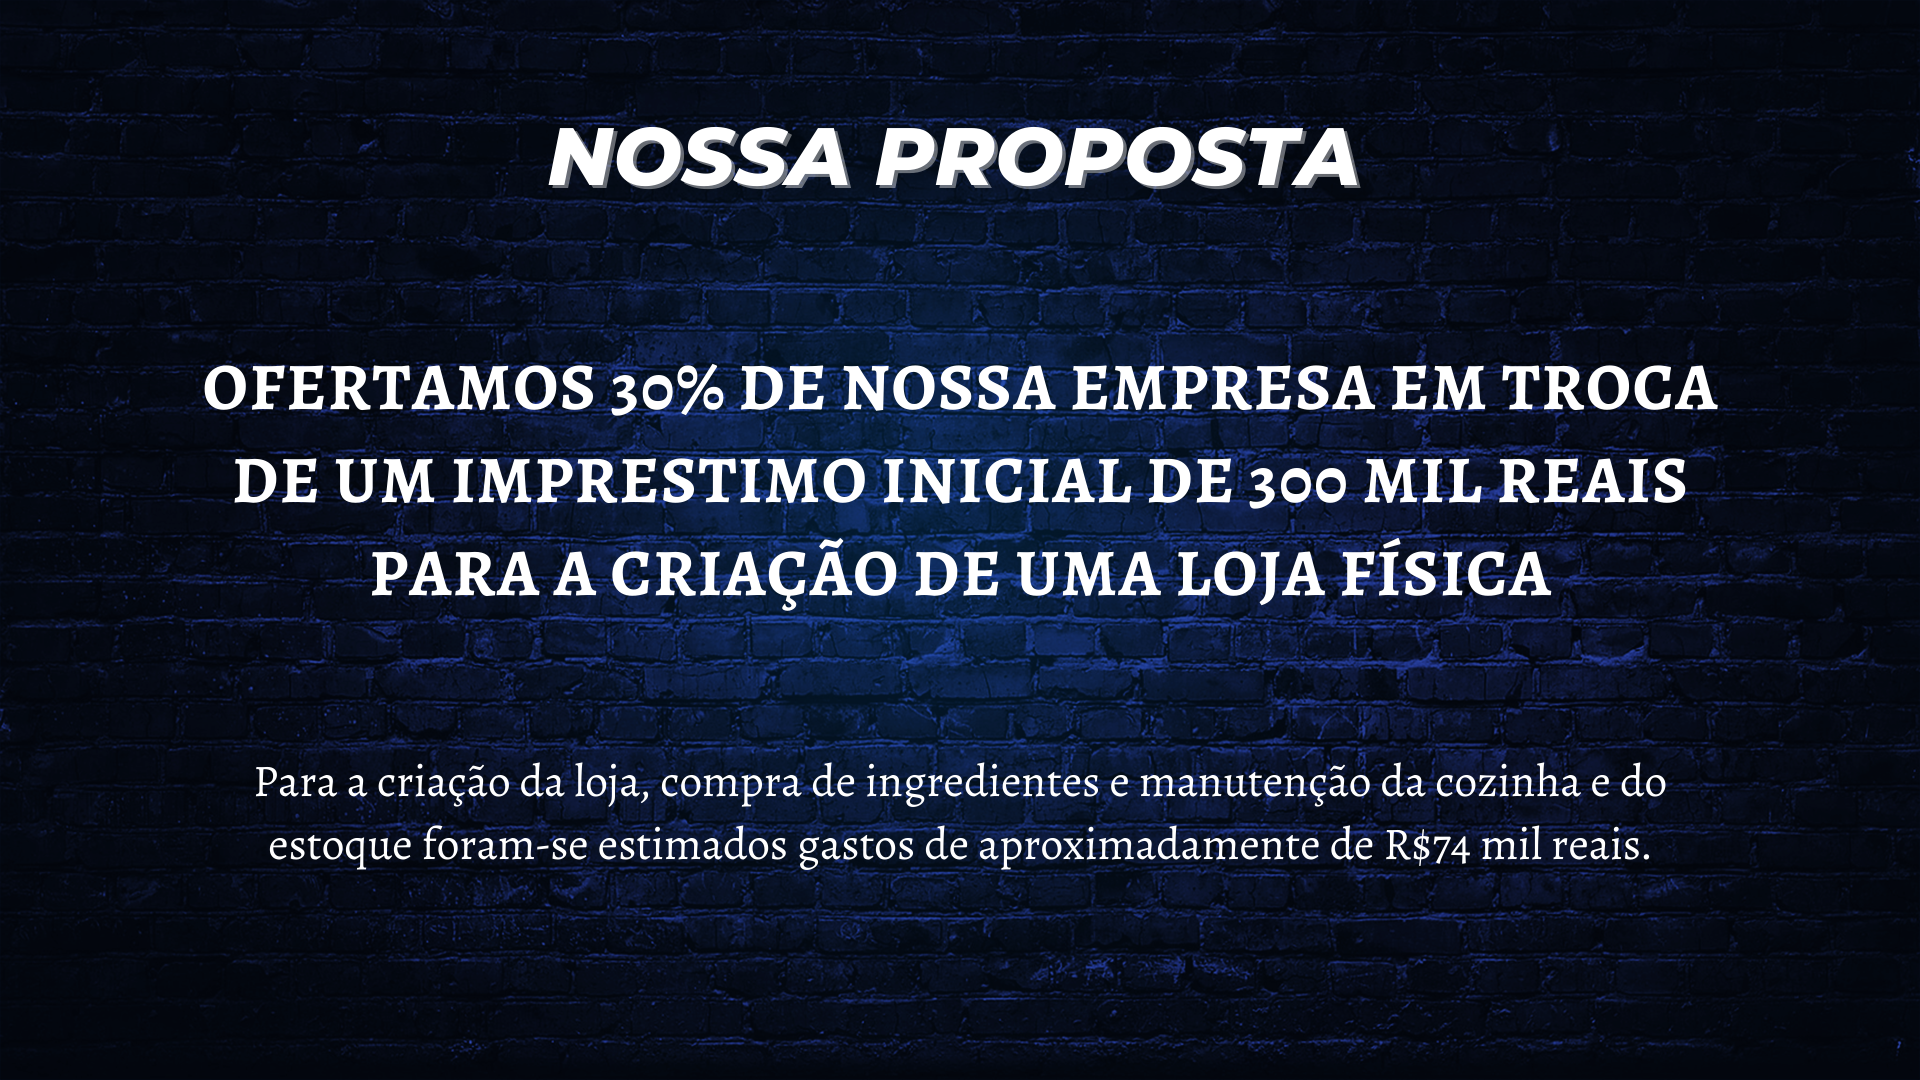 NOSSA PROPOSTA
OFERTAMOS 30% DE NOSSA EMPRESA EM TROCA
DE UM IMPRESTIMO INICIAL DE 300 MIL REAIS
PARA A CRIAÇÃO DE UMA LOJA FÍSICA
Para a criação da loja, compra de ingredientes e manutenção da cozinha e do
estoque foram-se estimados gastos de aproximadamente de R$74 mil reais.